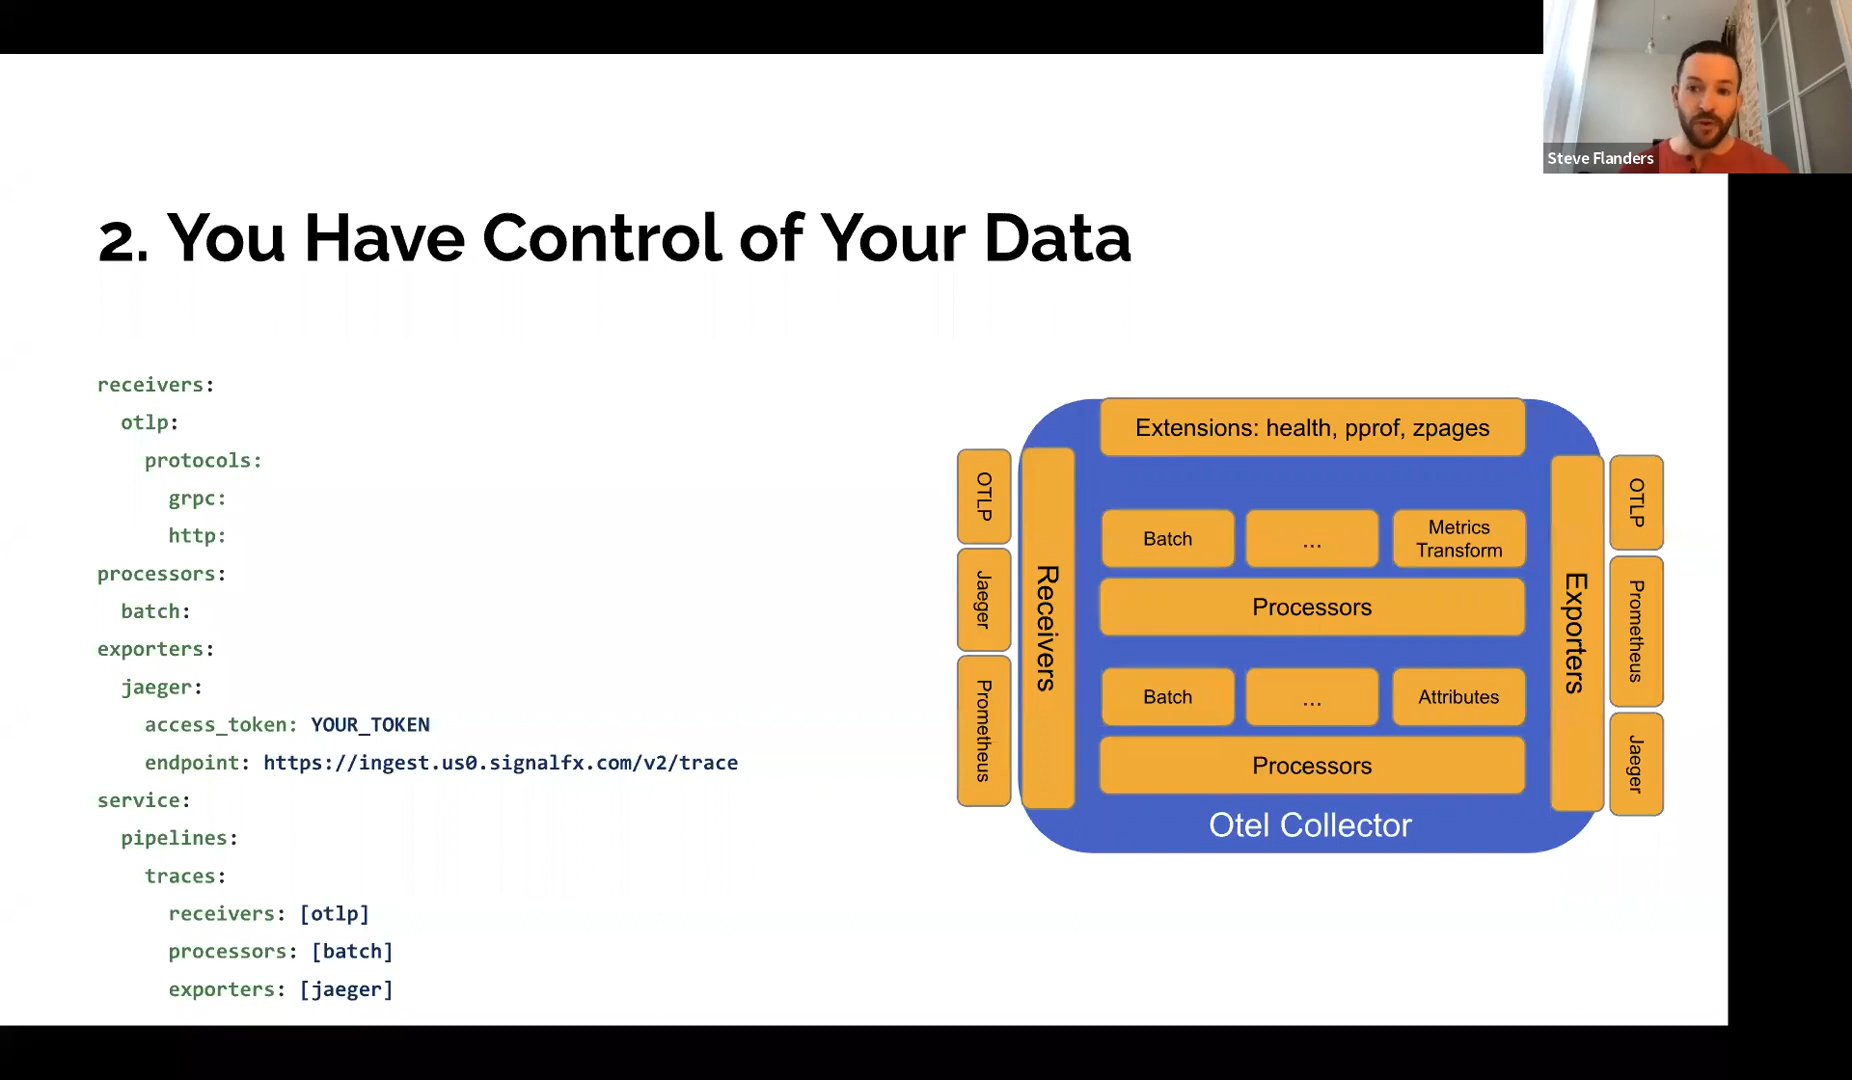 Steve Flanders
2. You Have Control of Your Data
receivers:
otlp:
protocols:
grpc:
http:
processors:
batch:
exporters:
jaeger:
access_token: YOUR_TOKEN
endpoint: https://ingest.us0.signalfx.com/v2/trace
service:
pipelines:
traces:
receivers: [otlp]
processors: [batch]
exporters: [jaeger]
OTLP
Jaeger
Prometheus
Receivers
Extensions: health, pprof, zpages
Batch
...
Metrics
Transform
Processors
Batch
...
Attributes
Processors
Otel Collector
Exporters
OTLP
Prometheus
Jaeger